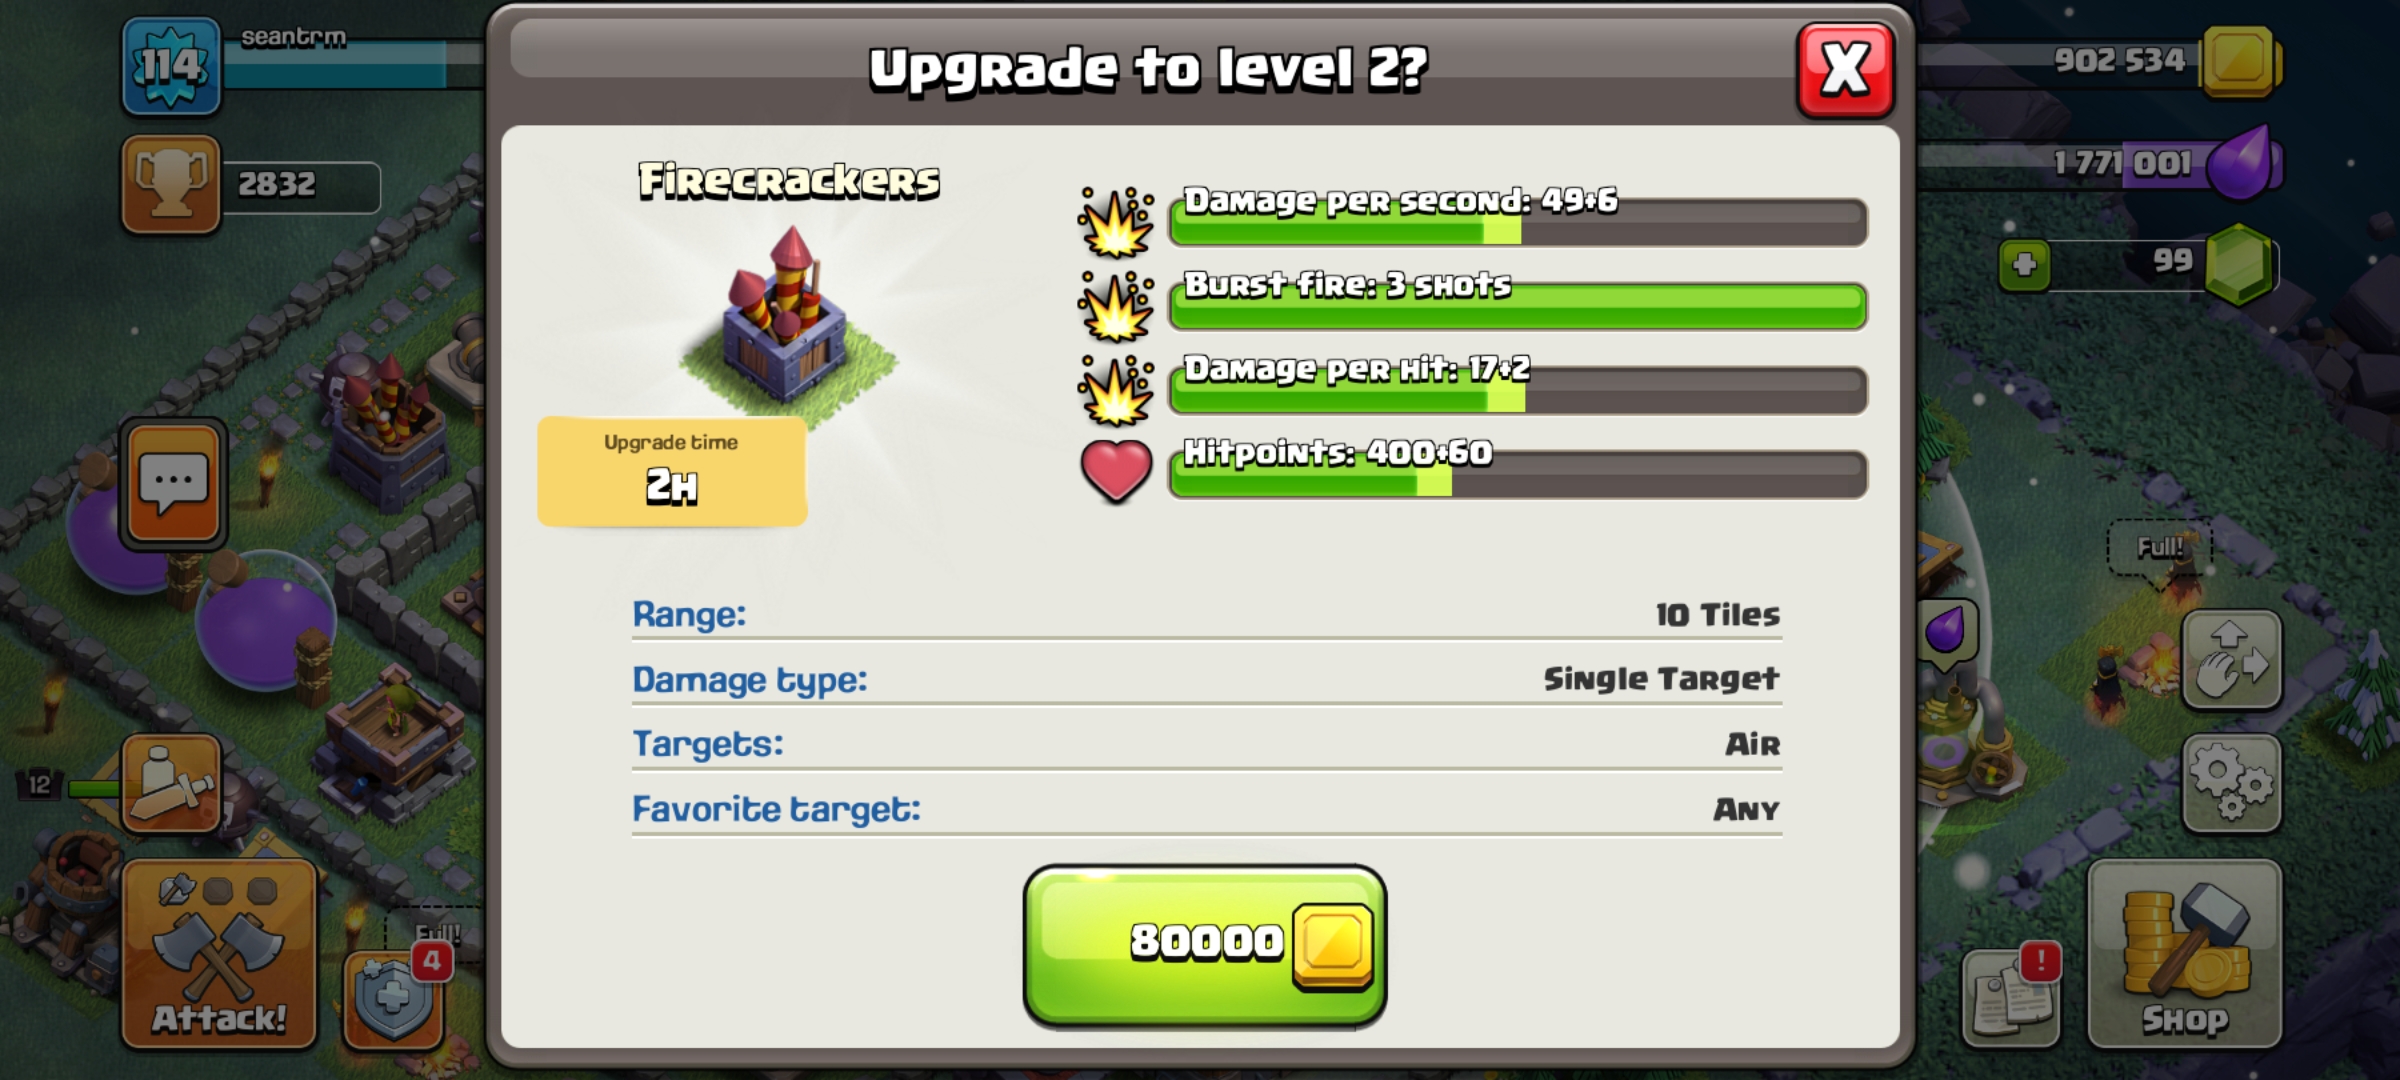 114
seantrm
2832
Upgrade to level 2?
X
902 534
1 771 001
99
Firecrackers
Upgrade time
2H
Damage per second: 49+6
Burst fire: 3 shots
Damage per hit: 17+2
Hitpoints: 400+60
Range: 10 Tiles
Damage type: Single Target
Targets: Air
Favorite target: Any
80000
12
Full!
4
Attack!
Full!
!
Shop